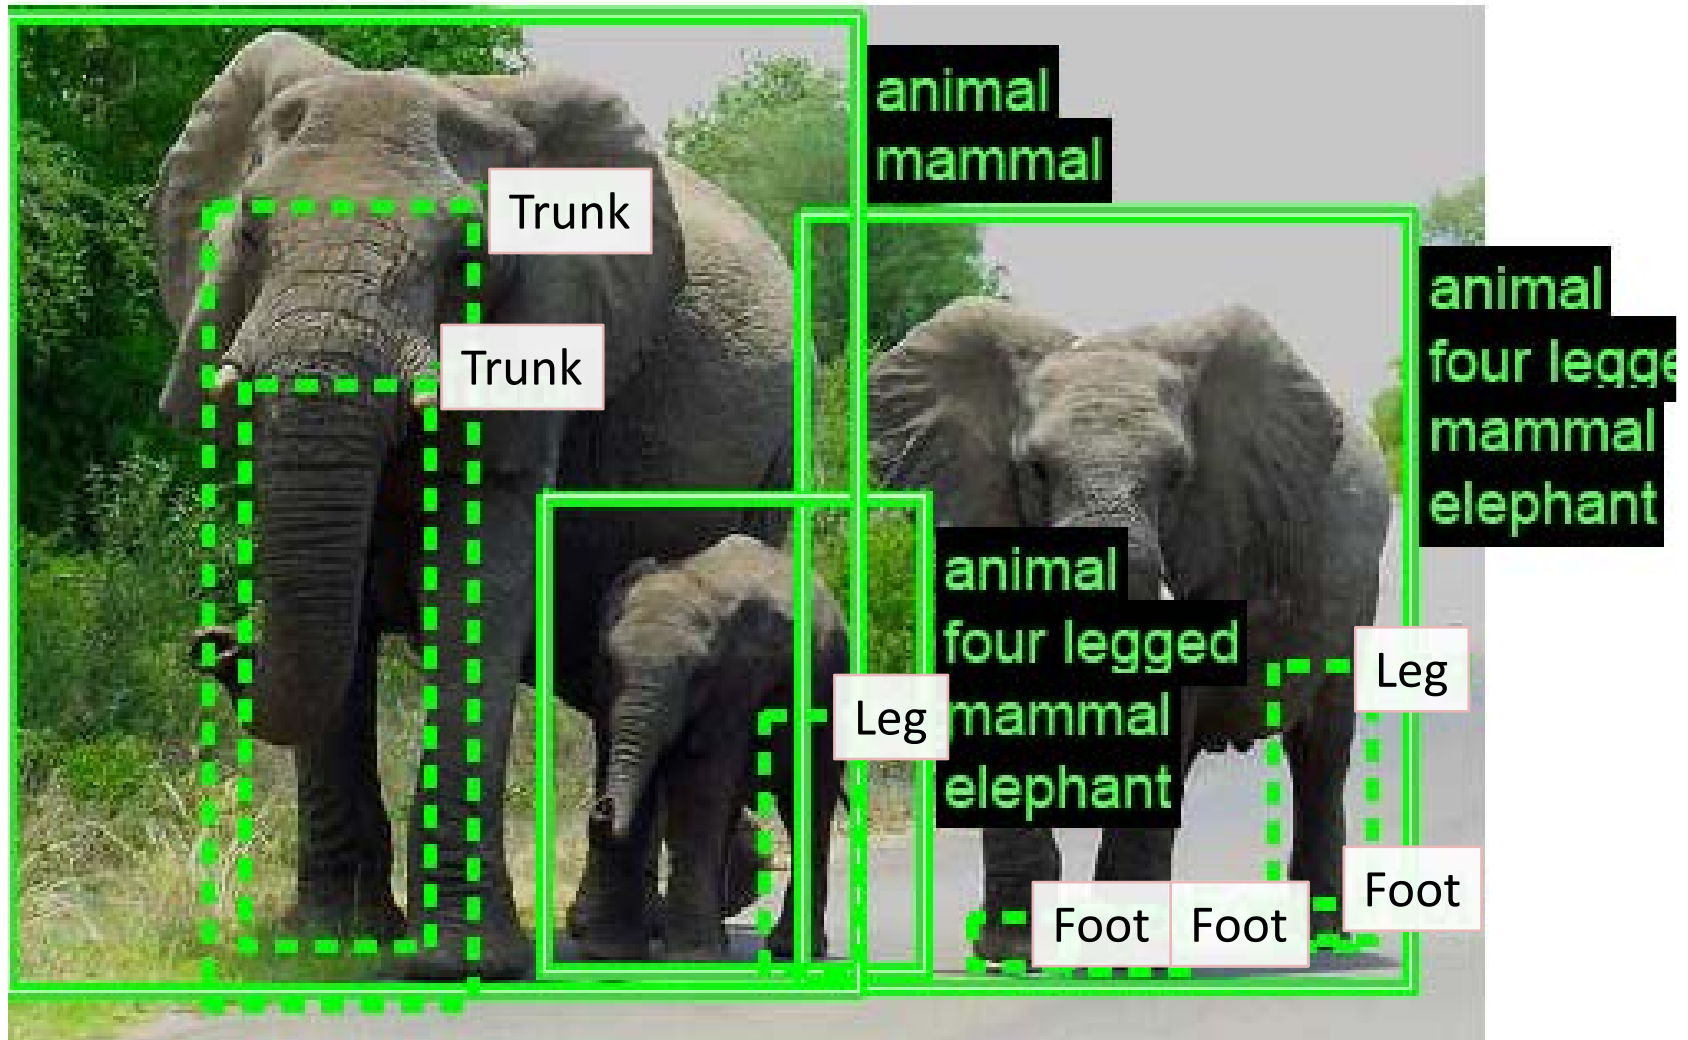 animal
mammal
Trunk
Trunk
animal
four legge
mammal
elephant
animal
four legged
mammal
elephant
Leg
Leg
Foot
Foot
Foot